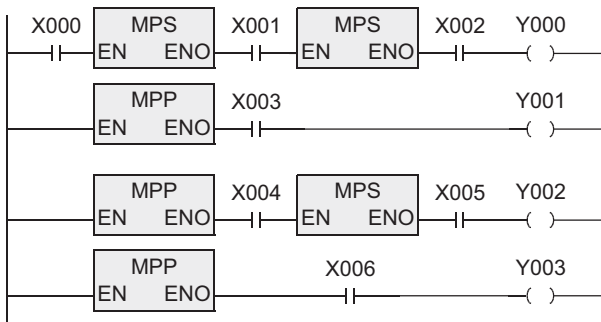 X000 MPS X001 MPS X002 Y000
EN ENO EN ENO
MPP X003 Y001
EN ENO
MPP X004 MPS X005 Y002
EN ENO EN ENO
MPP X006 Y003
EN ENO